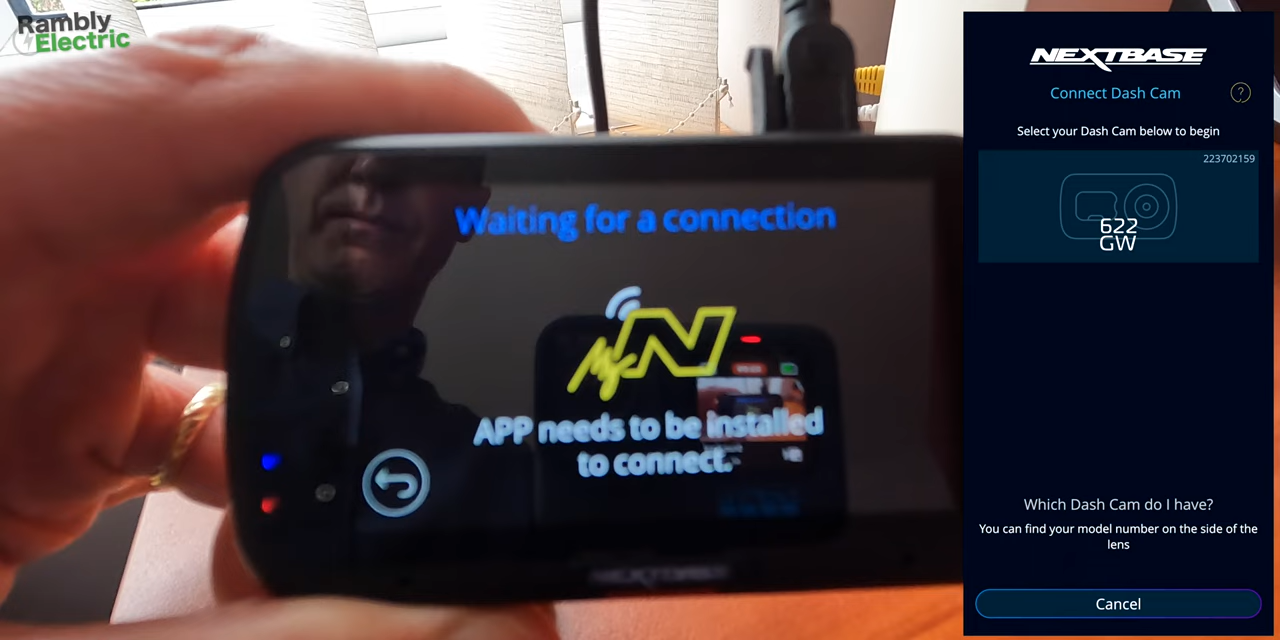 Rambly
Electric
Waiting for a connection
My N
APP needs to be installed
to connect.
NEXTBASE
NEXTBASE
Connect Dash Cam
?
Select your Dash Cam below to begin
223702159
622
GW
Which Dash Cam do I have?
You can find your model number on the side of the
lens
Cancel